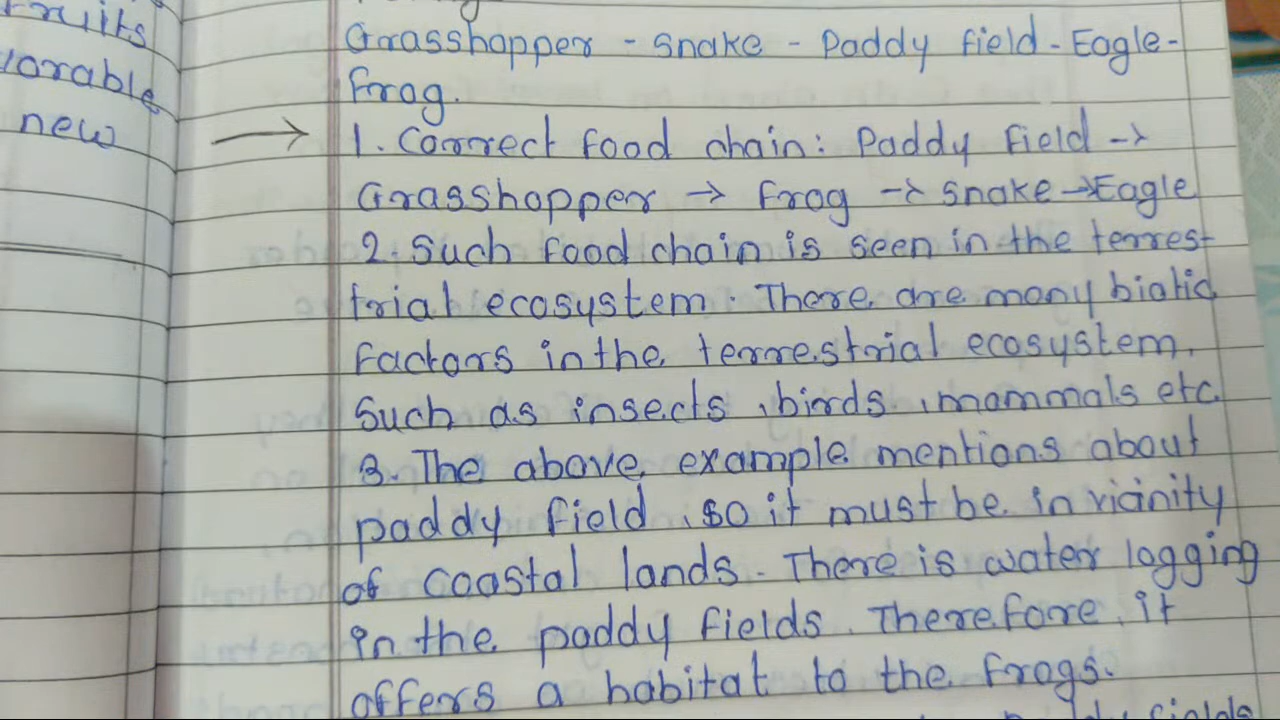 fruits
new
Grasshopper - snake - Paddy field - Eagle -
Frog.
1. Correct food chain: Paddy Field →
Grasshopper → Frog → Snake → Eagle
2. Such food chain is seen in the terres-
trial ecosystem. There are many biotic
factors in the terrestrial ecosystem.
Such as insects, birds, mammals etc.
3. The above example mentions about
paddy field, so it must be in vicinity
of coastal lands. There is water logging
in the paddy fields. Therefore, it
offers a habitat to the frogs.
fields